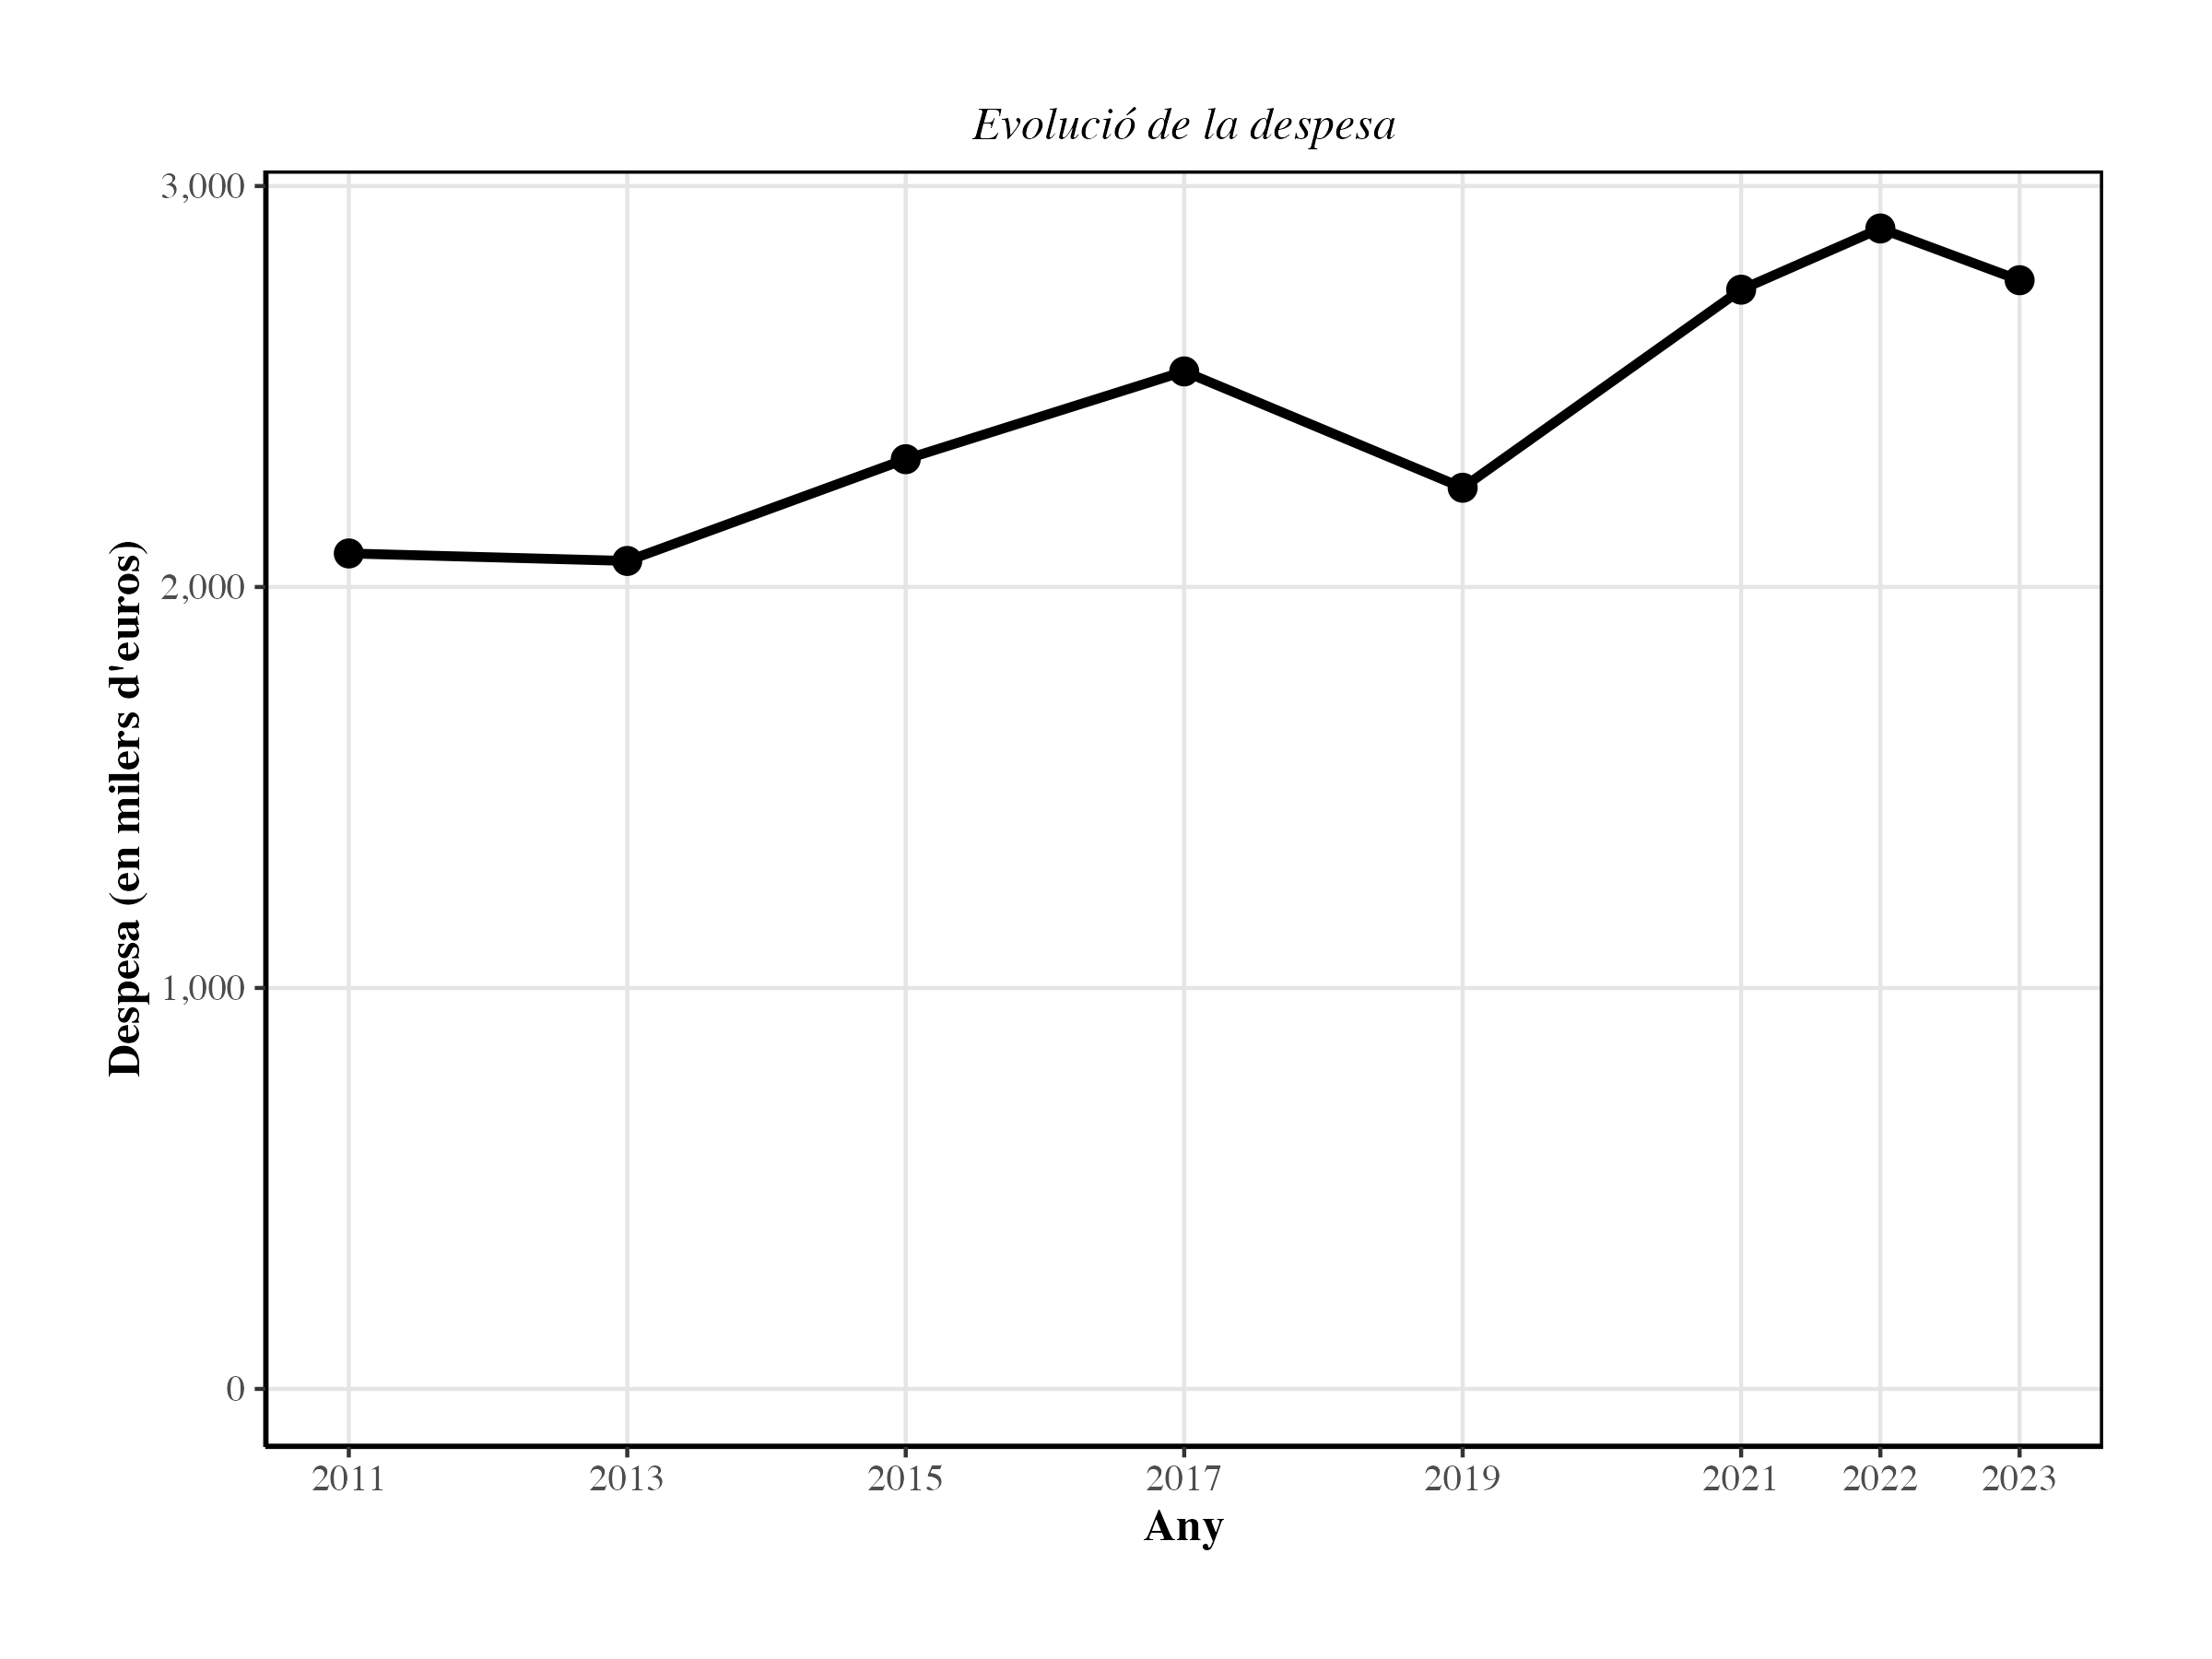 Evolució de la despesa
3,000
2,000
1,000
0
Despesa (en milers d'euros)
2011 2013 2015 2017 2019 2021 2022 2023
Any